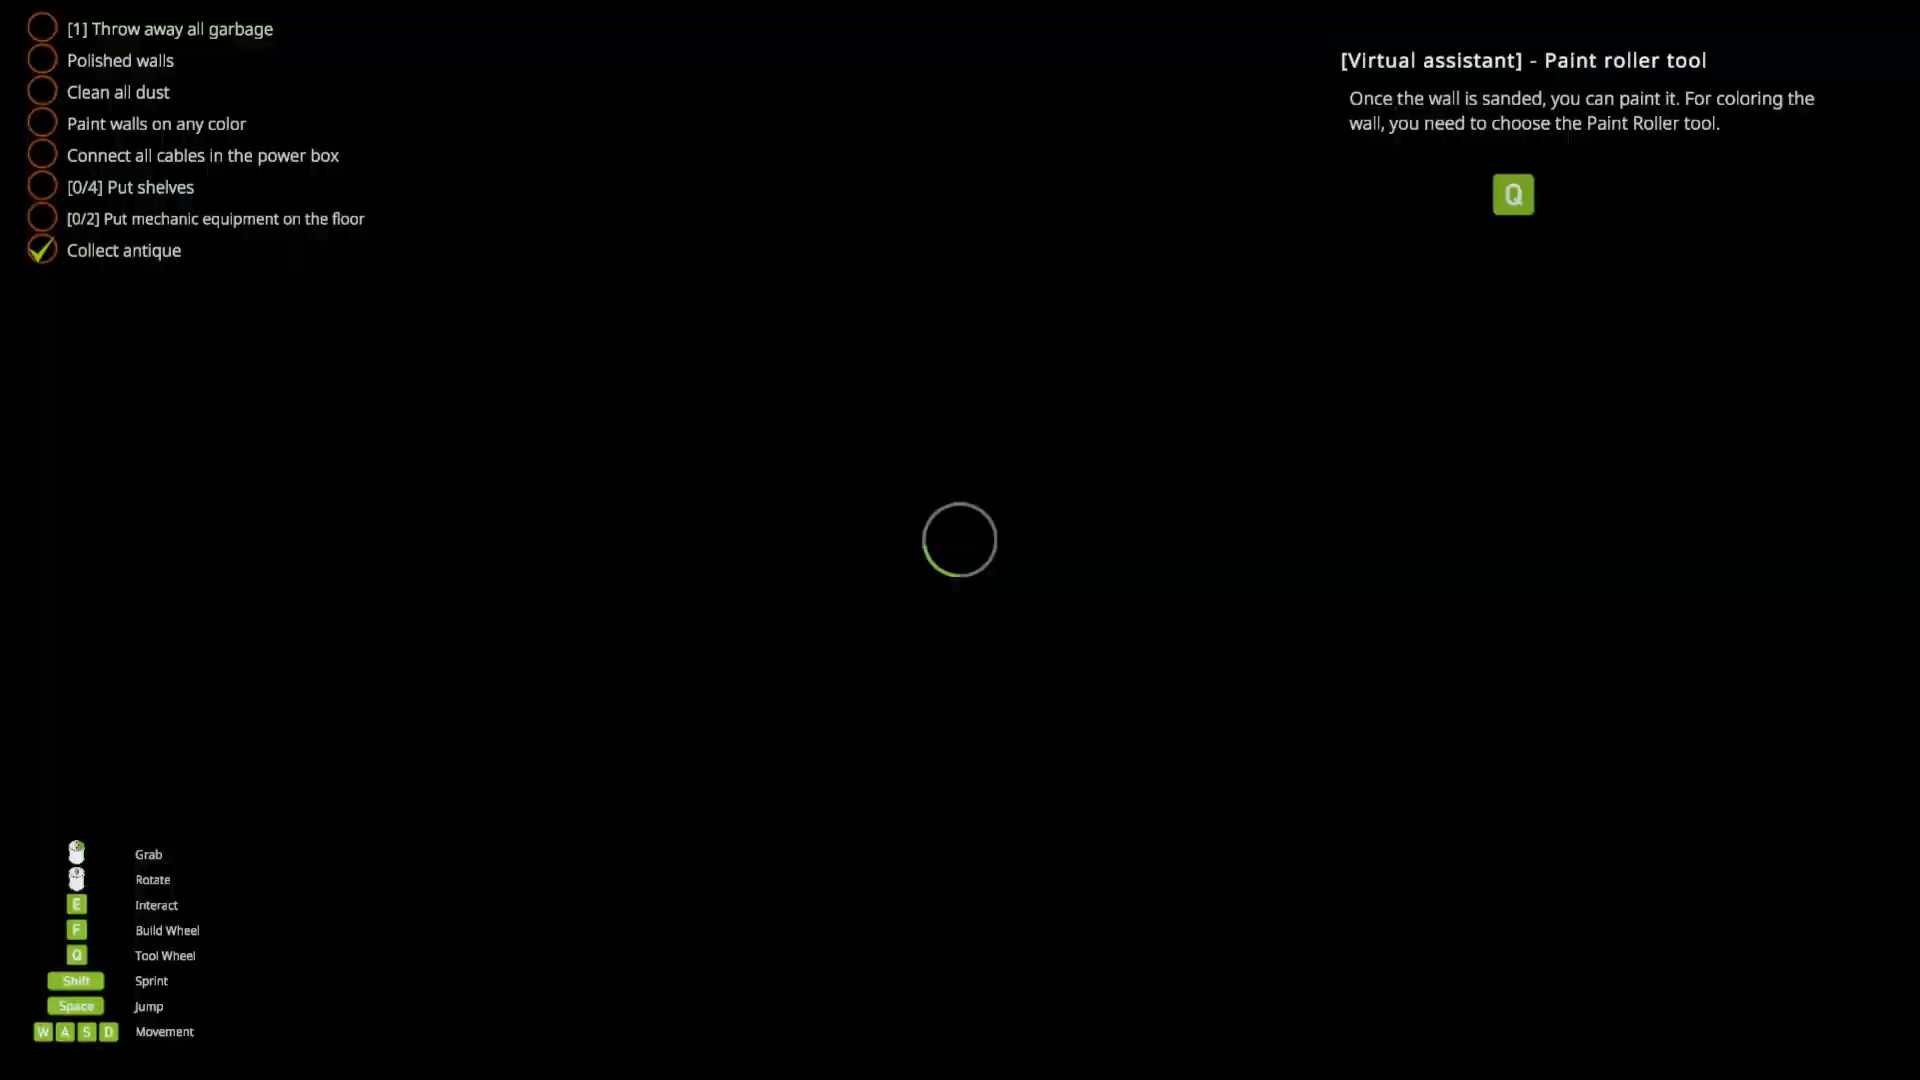 [1] Throw away all garbage
Polished walls
Clean all dust
Paint walls on any color
Connect all cables in the power box
[0/4] Put shelves
[0/2] Put mechanic equipment on the floor
Collect antique
[Virtual assistant] - Paint roller tool
Once the wall is sanded, you can paint it. For coloring the
wall, you need to choose the Paint Roller tool.
Q
Grab
Rotate
E Interact
F Build Wheel
Q Tool Wheel
Shift Sprint
Space Jump
W A S D Movement